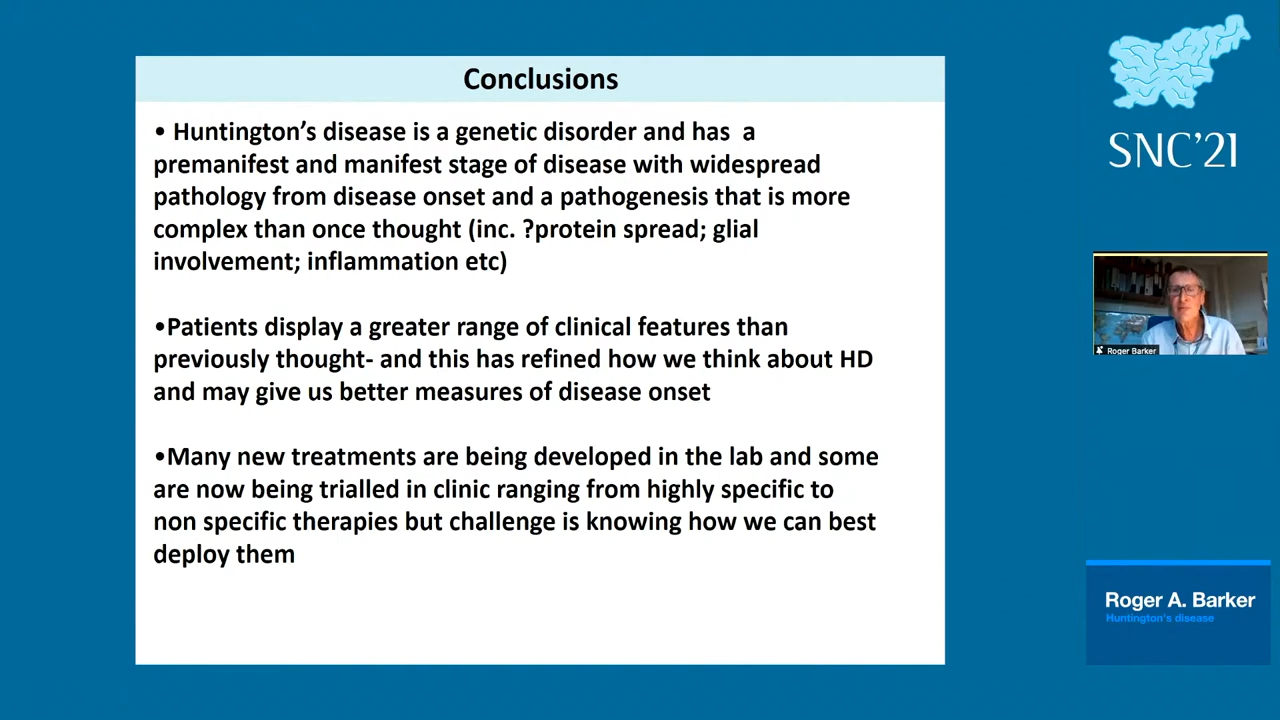 Conclusions
• Huntington’s disease is a genetic disorder and has  a
premanifest and manifest stage of disease with widespread
pathology from disease onset and a pathogenesis that is more
complex than once thought (inc. ?protein spread; glial
involvement; inflammation etc)
•Patients display a greater range of clinical features than
previously thought- and this has refined how we think about HD
and may give us better measures of disease onset
•Many new treatments are being developed in the lab and some
are now being trialled in clinic ranging from highly specific to
non specific therapies but challenge is knowing how we can best
deploy them
SNC’21
Roger Barker
Roger A. Barker
Huntington's disease